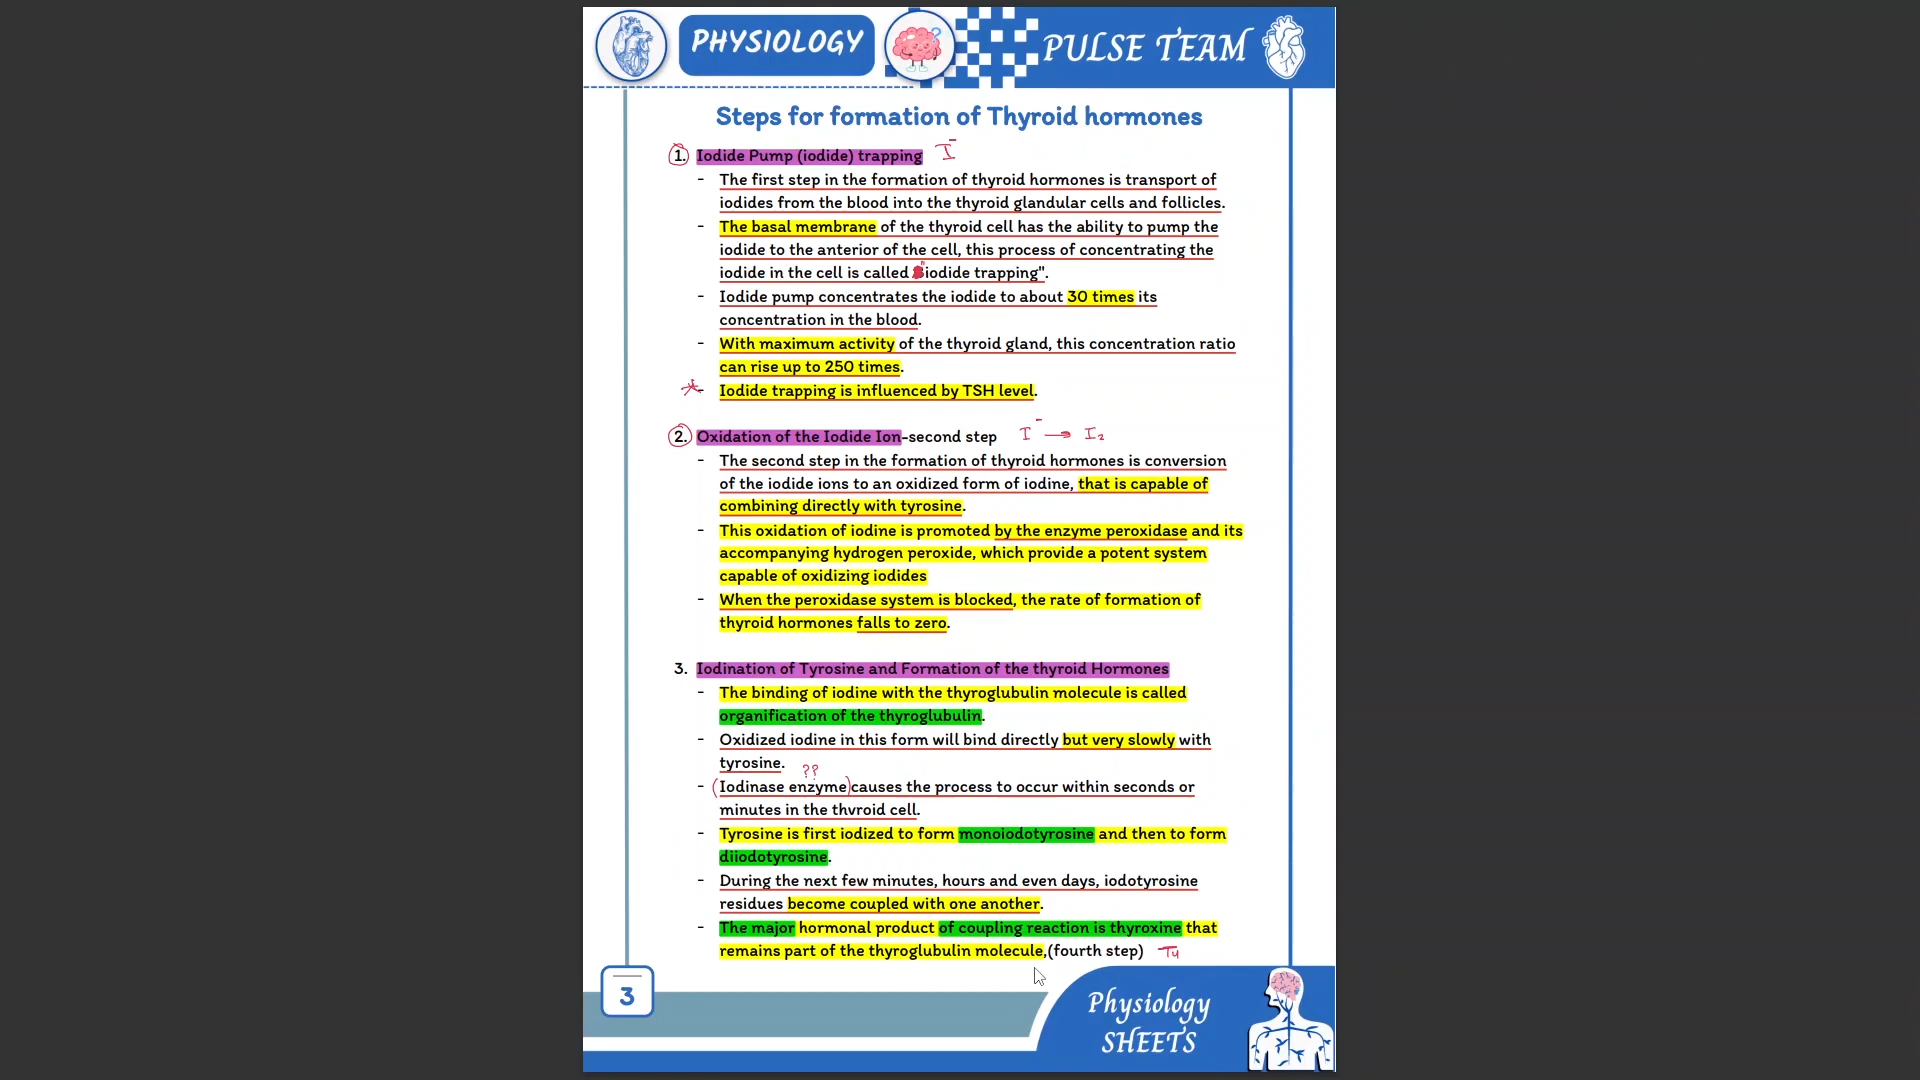 PHYSIOLOGY
PULSE TEAM
Steps for formation of Thyroid hormones
1. Iodide Pump (iodide) trapping I⁻
- The first step in the formation of thyroid hormones is transport of
iodides from the blood into the thyroid glandular cells and follicles.
- The basal membrane of the thyroid cell has the ability to pump the
iodide to the anterior of the cell, this process of concentrating the
iodide in the cell is called "iodide trapping".
- Iodide pump concentrates the iodide to about 30 times its
concentration in the blood.
- With maximum activity of the thyroid gland, this concentration ratio
can rise up to 250 times.
- Iodide trapping is influenced by TSH level.
2. Oxidation of the Iodide Ion-second step I⁻ → I₂
- The second step in the formation of thyroid hormones is conversion
of the iodide ions to an oxidized form of iodine, that is capable of
combining directly with tyrosine.
- This oxidation of iodine is promoted by the enzyme peroxidase and its
accompanying hydrogen peroxide, which provide a potent system
capable of oxidizing iodides
- When the peroxidase system is blocked, the rate of formation of
thyroid hormones falls to zero.
3. Iodination of Tyrosine and Formation of the thyroid Hormones
- The binding of iodine with the thyroglubulin molecule is called
organification of the thyroglubulin.
- Oxidized iodine in this form will bind directly but very slowly with
tyrosine.
??
- (Iodinase enzyme) causes the process to occur within seconds or
minutes in the thvroid cell.
- Tyrosine is first iodized to form monoiodotyrosine and then to form
diiodotyrosine.
- During the next few minutes, hours and even days, iodotyrosine
residues become coupled with one another.
- The major hormonal product of coupling reaction is thyroxine that
remains part of the thyroglubulin molecule,(fourth step) T4
3
Physiology
SHEETS